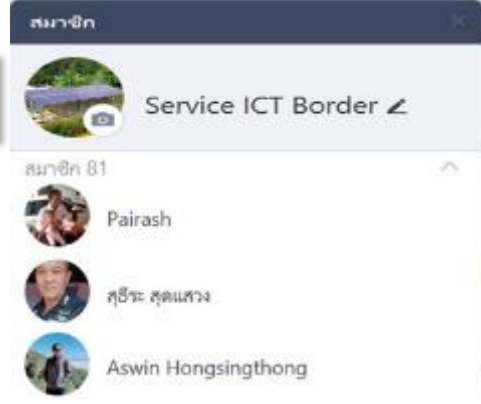 สมาชิก
Service ICT Border
สมาชิก 81
Pairash
สุธีระ สุดแสวง
Aswin Hongsingthong